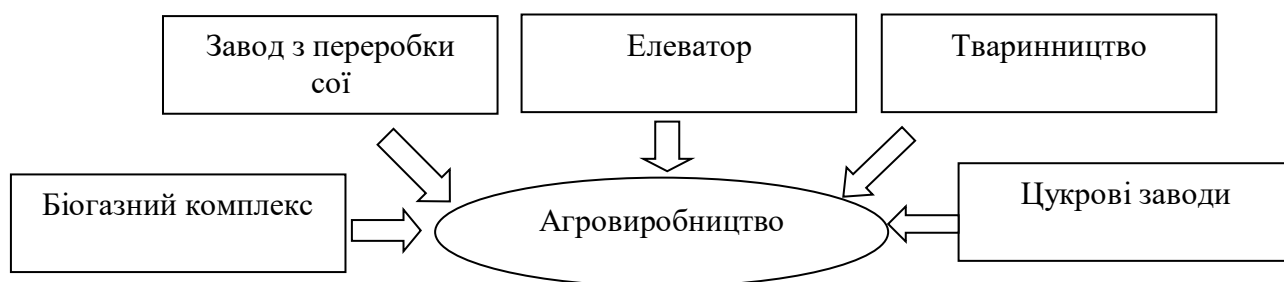 Завод з переробки
сої
Елеватор
Тваринництво
Біогазний комплекс
Агровиробництво
Цукрові заводи